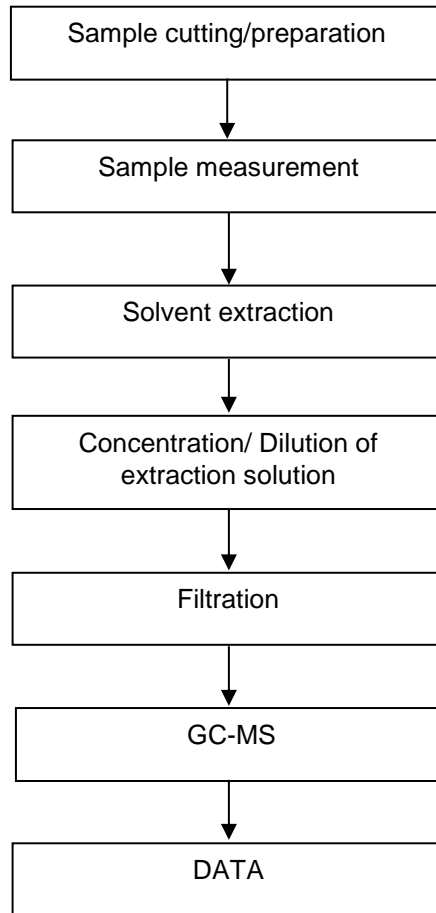 Sample cutting/preparation
Sample measurement
Solvent extraction
Concentration/ Dilution of
extraction solution
Filtration
GC-MS
DATA